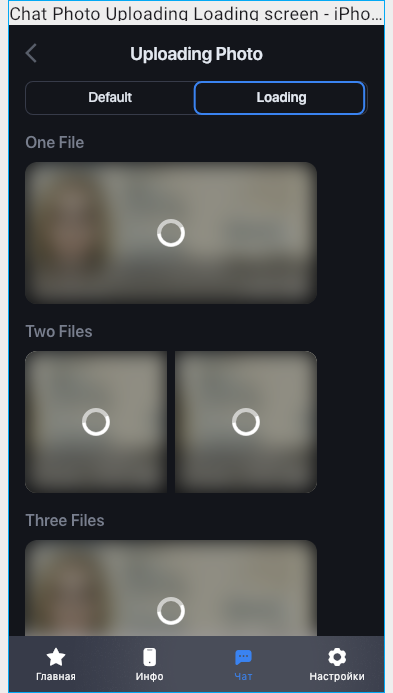 Chat Photo Uploading Loading screen - iPho...
Uploading Photo
Default
Loading
One File
Two Files
Three Files
Главная
Инфо
Чат
Настройки